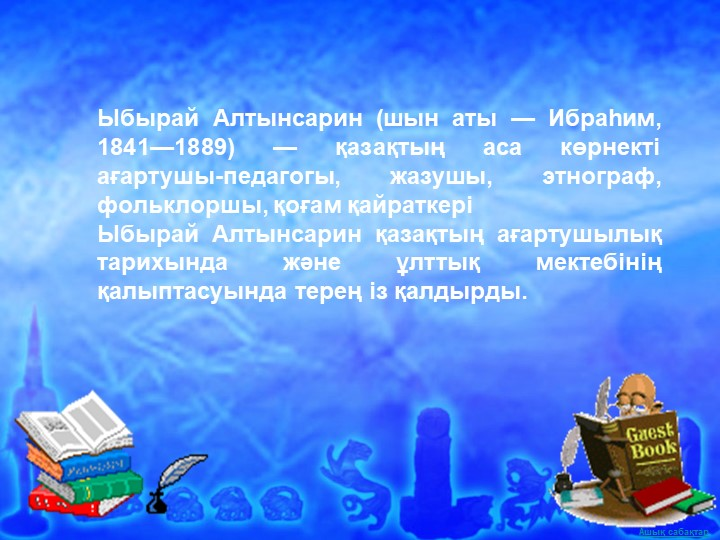 Ыбырай Алтынсарин (шын аты — Ибраһим,
1841—1889) — қазақтың аса көрнекті
ағартушы-педагогы, жазушы, этнограф,
фольклоршы, қоғам қайраткері
Ыбырай Алтынсарин қазақтың ағартушылық
тарихында және ұлттық мектебінің
қалыптасуында терең із қалдырды.
Guest
Book
Ашық сабақтар